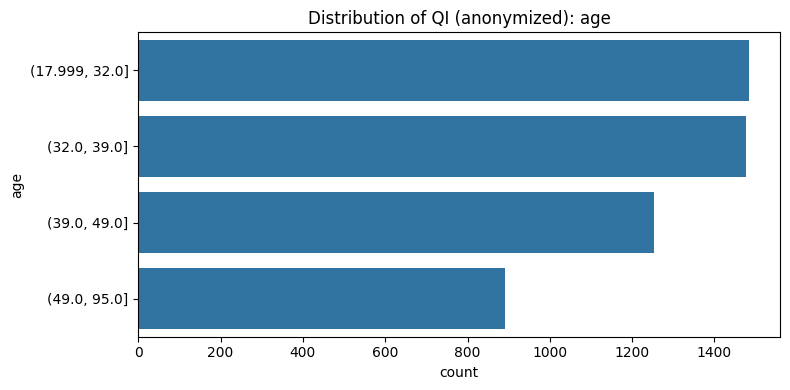 Distribution of QI (anonymized): age
(17.999, 32.0]
(32.0, 39.0]
(39.0, 49.0]
(49.0, 95.0]
age
0 200 400 600 800 1000 1200 1400
count